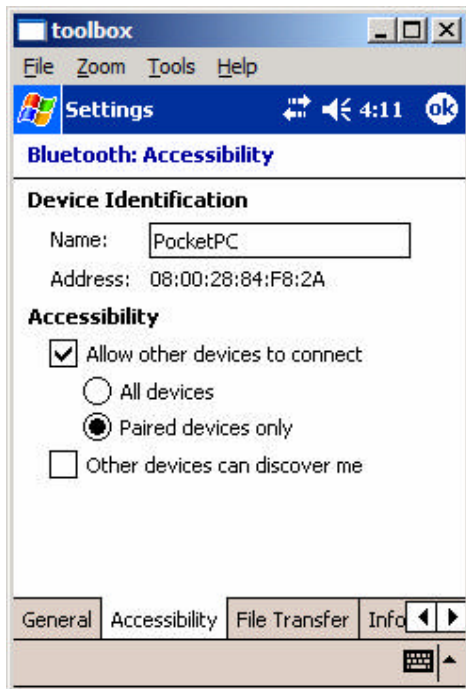 toolbox
File Zoom Tools Help
Settings 4:11 ok
Bluetooth: Accessibility
Device Identification
Name: PocketPC
Address: 08:00:28:84:F8:2A
Accessibility
Allow other devices to connect
All devices
Paired devices only
Other devices can discover me
General Accessibility File Transfer Info